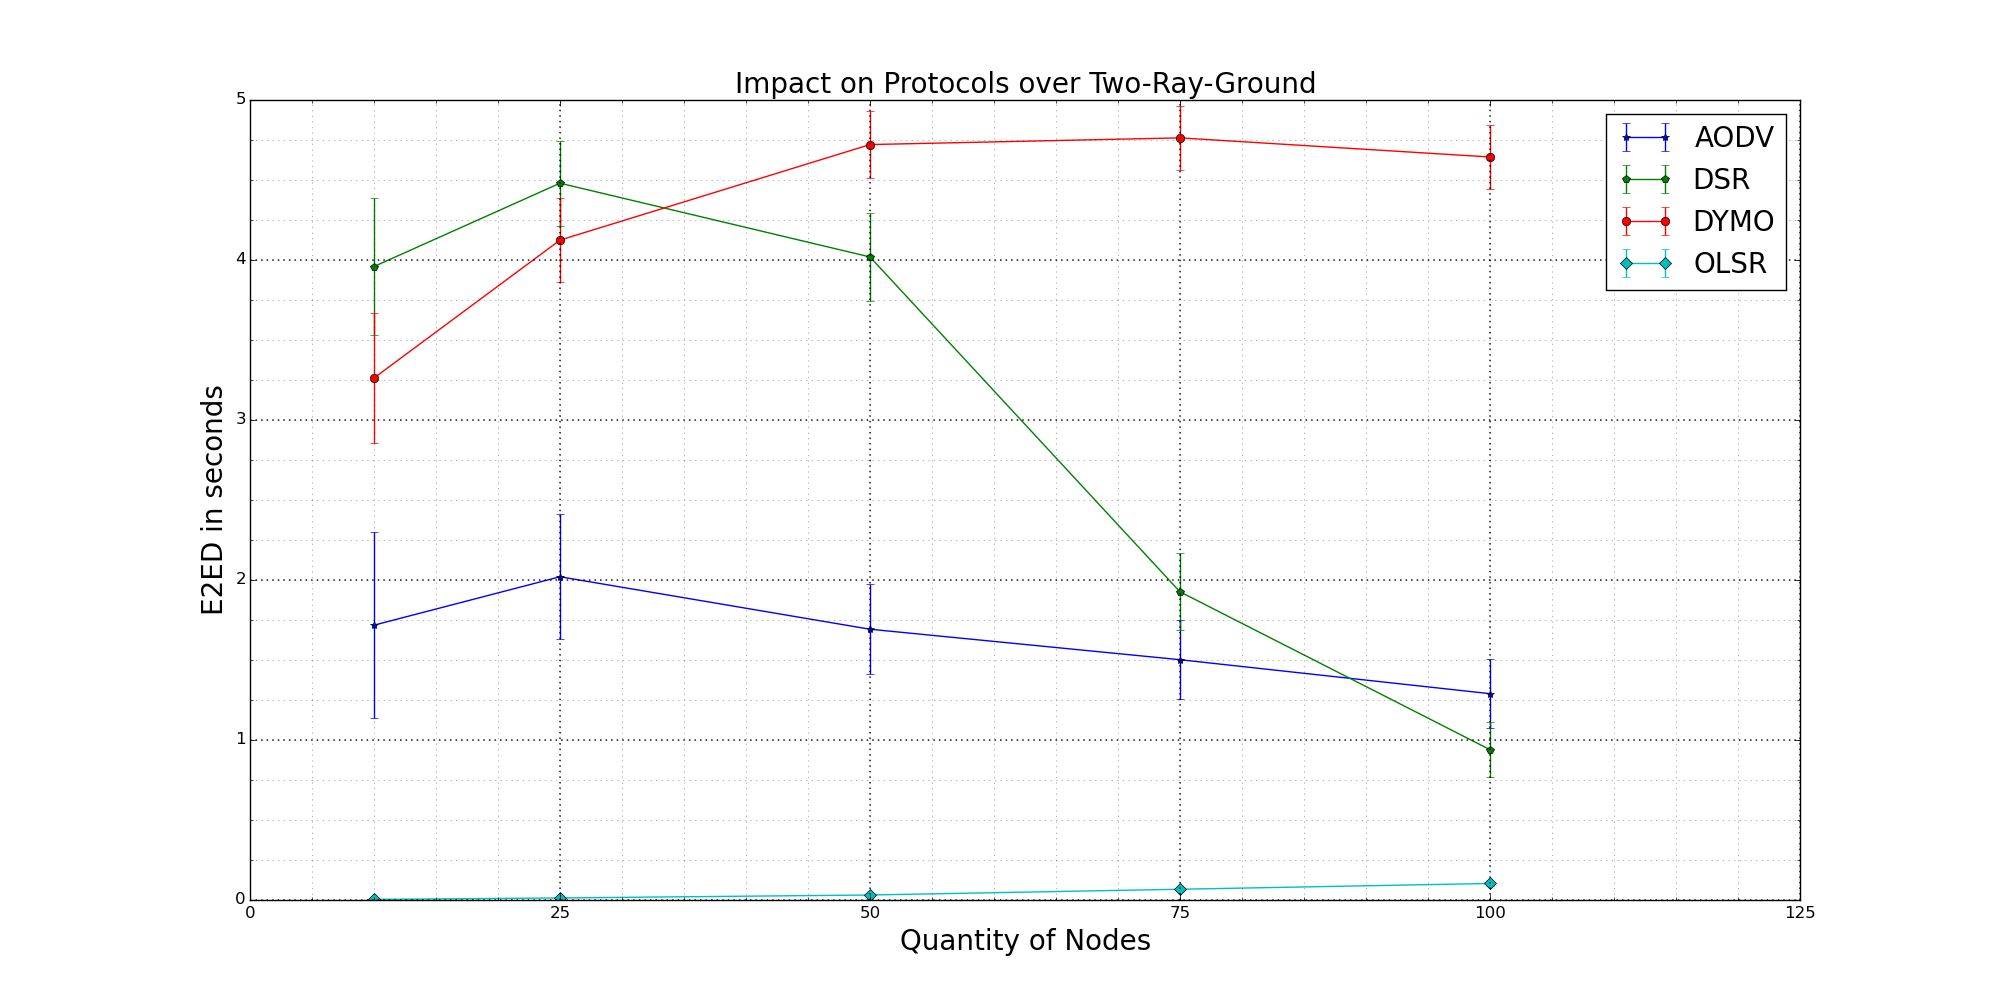 Impact on Protocols over Two-Ray-Ground
5
4
3
2
1
0
E2ED in seconds
0 25 50 75 100 125
Quantity of Nodes
AODV
DSR
DYMO
OLSR